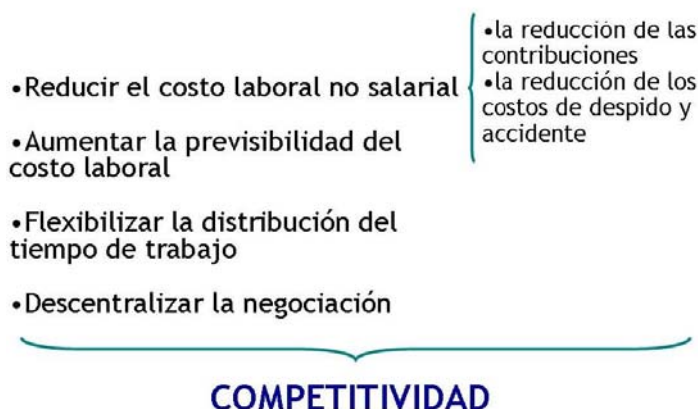 •Reducir el costo laboral no salarial
•la reducción de las
contribuciones
•la reducción de los
costos de despido y
accidente
•Aumentar la previsibilidad del
costo laboral
•Flexibilizar la distribución del
tiempo de trabajo
•Descentralizar la negociación
COMPETITIVIDAD